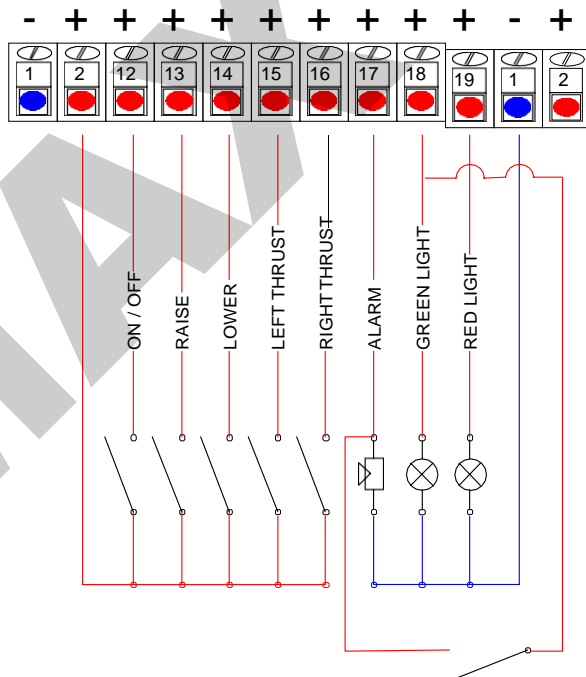 - + + + + + + + + + - +
1 2 12 13 14 15 16 17 18 19 1 2
ON / OFF
RAISE
LOWER
LEFT THRUST
RIGHT THRUST
ALARM
GREEN LIGHT
RED LIGHT